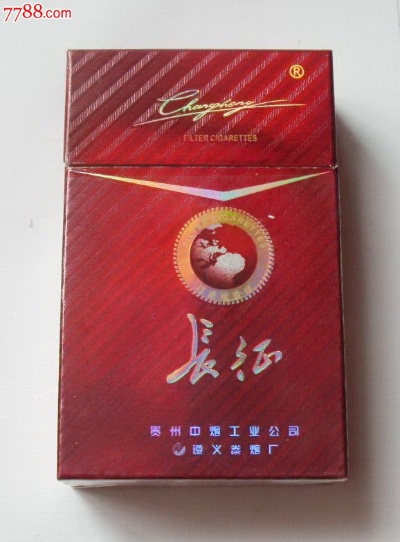 7788.com
Changzheng
®
FILTER CIGARETTES
長征
贵州中烟工业公司
遵义卷烟厂